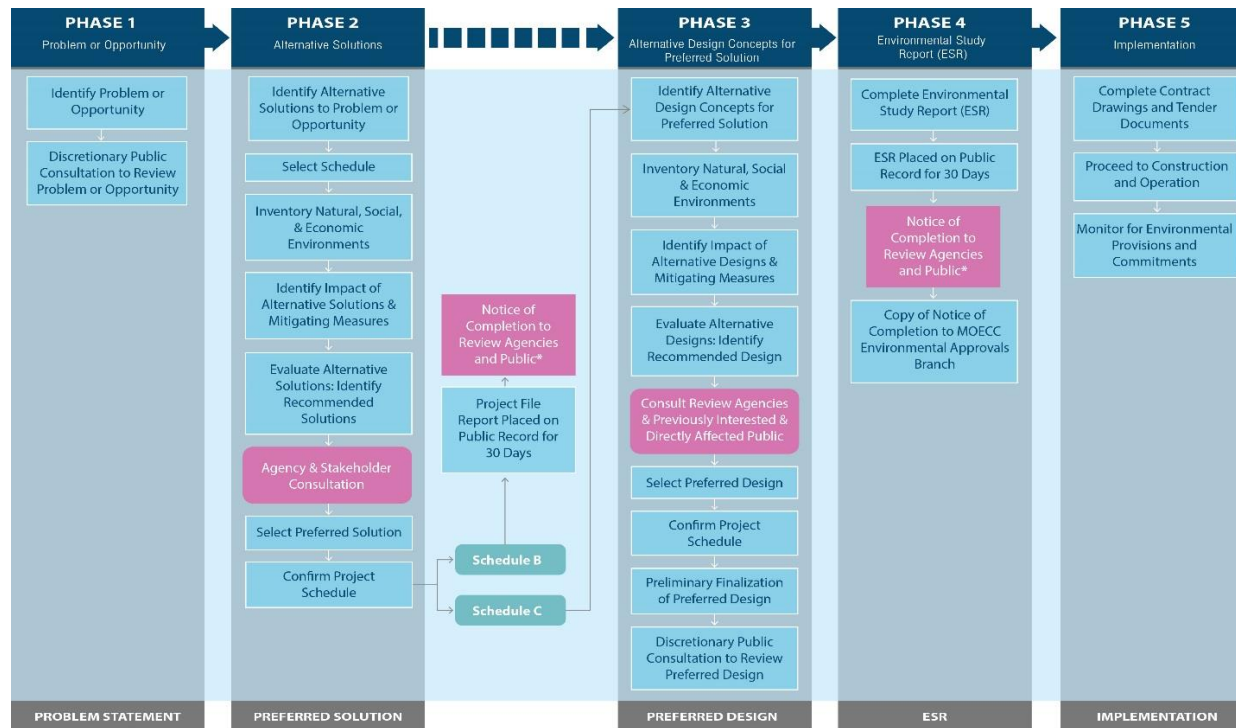 PHASE 1
Problem or Opportunity
Identify Problem or
Opportunity
Discretionary Public
Consultation to Review
Problem or Opportunity
PROBLEM STATEMENT
PHASE 2
Alternative Solutions
Identify Alternative
Solutions to Problem or
Opportunity
Select Schedule
Inventory Natural, Social,
& Economic
Environments
Identify Impact of
Alternative Solutions &
Mitigating Measures
Evaluate Alternative
Solutions: Identify
Recommended
Solutions
Agency & Stakeholder
Consultation
Select Preferred Solution
Confirm Project
Schedule
PREFERRED SOLUTION
Notice of
Completion to
Review Agencies
and Public*
Project File
Report Placed on
Public Record for
30 Days
Schedule B
Schedule C
PHASE 3
Alternative Design Concepts for
Preferred Solution
Identify Alternative
Design Concepts for
Preferred Solution
Inventory Natural, Social
& Economic
Environments
Identify Impact of
Alternative Designs &
Mitigating Measures
Evaluate Alternative
Designs: Identify
Recommended Design
Consult Review Agencies
& Previously Interested &
Directly Affected Public
Select Preferred Design
Confirm Project
Schedule
Preliminary Finalization
of Preferred Design
Discretionary Public
Consultation to Review
Preferred Design
PREFERRED DESIGN
PHASE 4
Environmental Study
Report (ESR)
Complete Environmental
Study Report (ESR)
ESR Placed on Public
Record for 30 Days
Notice of
Completion to
Review Agencies
and Public*
Copy of Notice of
Completion to MOECC
Environmental Approvals
Branch
ESR
PHASE 5
Implementation
Complete Contract
Drawings and Tender
Documents
Proceed to Construction
and Operation
Monitor for Environmental
Provisions and
Commitments
IMPLEMENTATION